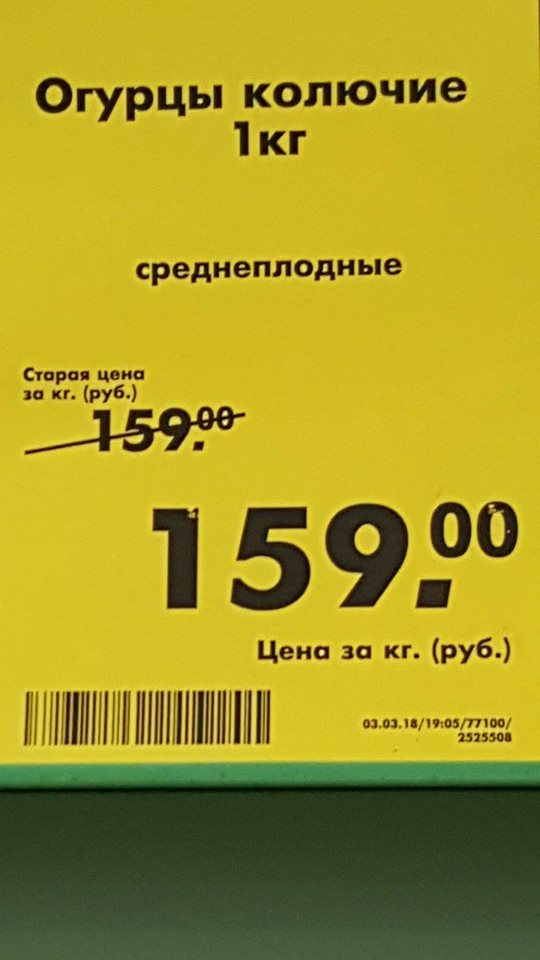 Огурцы колючие
1кг
среднеплодные
Старая цена
за кг. (руб.)
159.00
159.00
Цена за кг. (руб.)
03.03.18/19:05/77100/
2525508